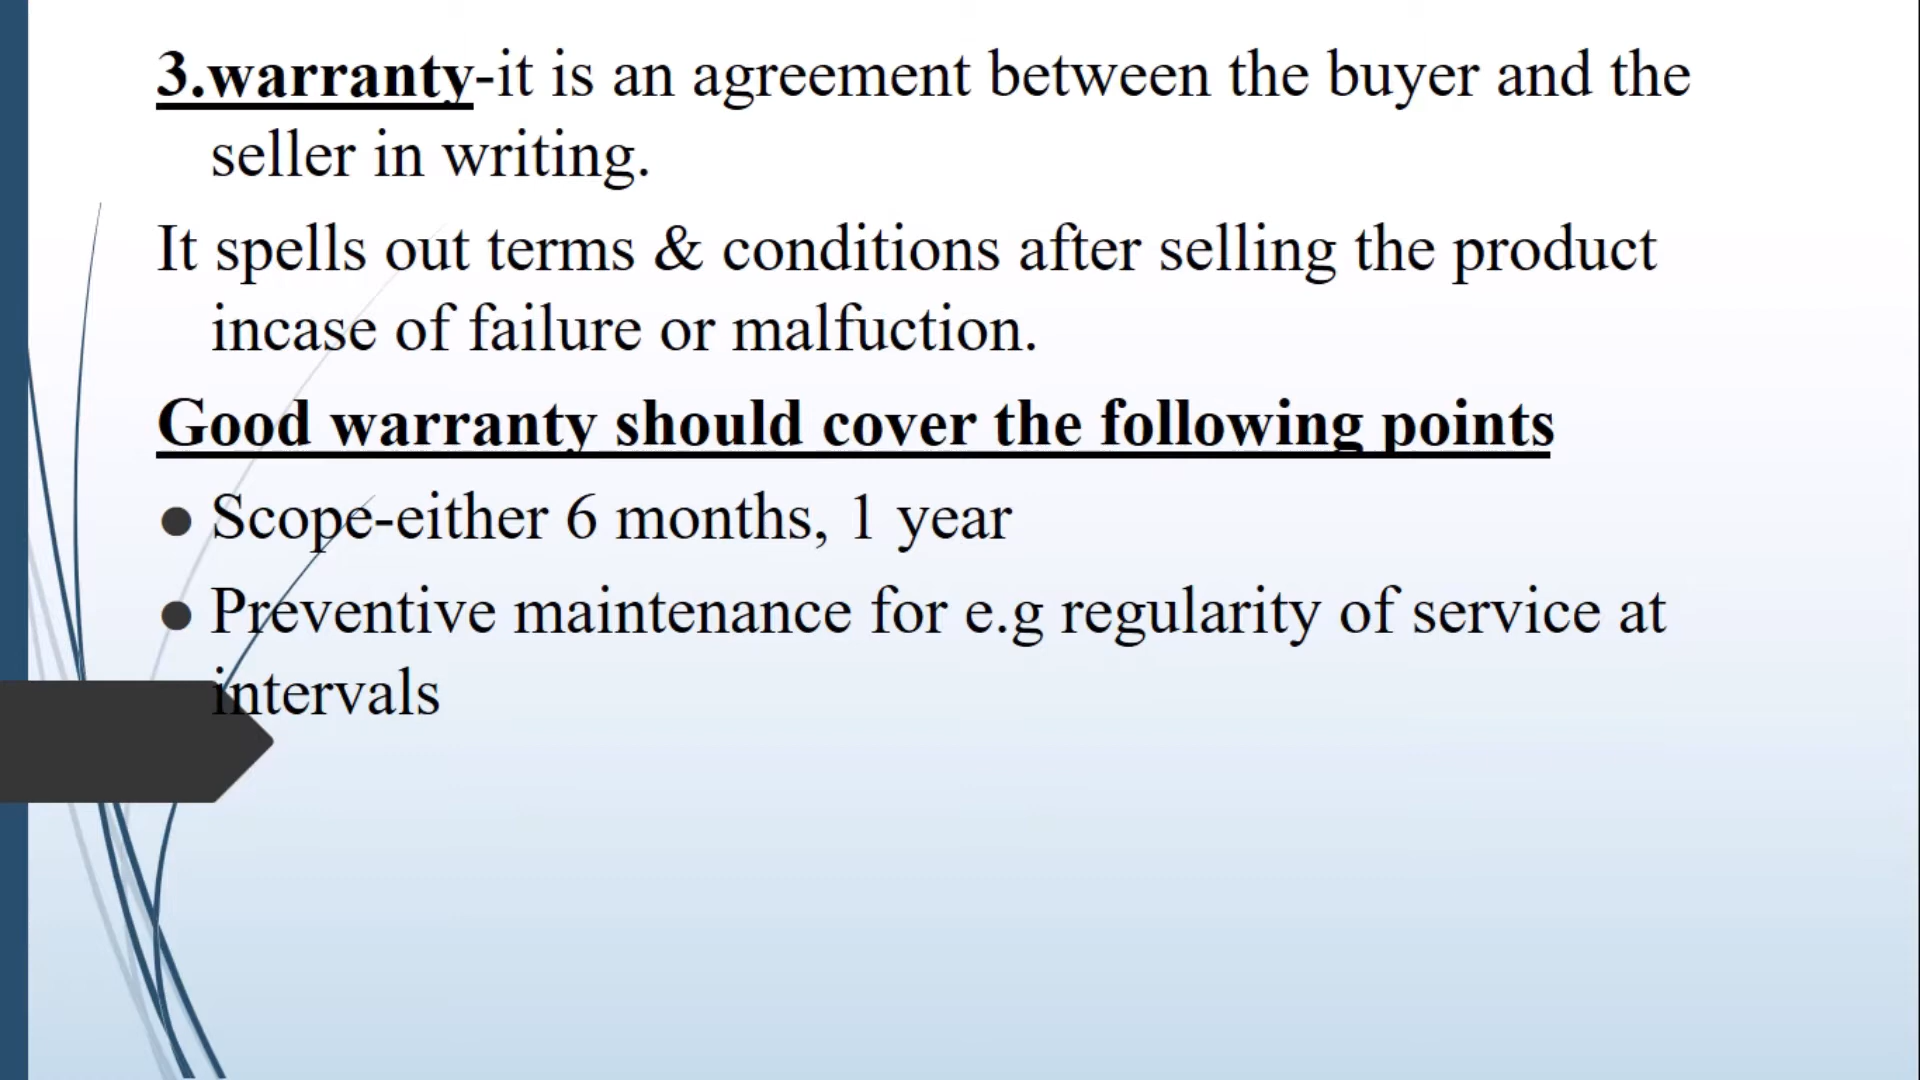 3.warranty-it is an agreement between the buyer and the
seller in writing.
It spells out terms & conditions after selling the product
incase of failure or malfuction.
Good warranty should cover the following points
● Scope-either 6 months, 1 year
● Preventive maintenance for e.g regularity of service at
intervals